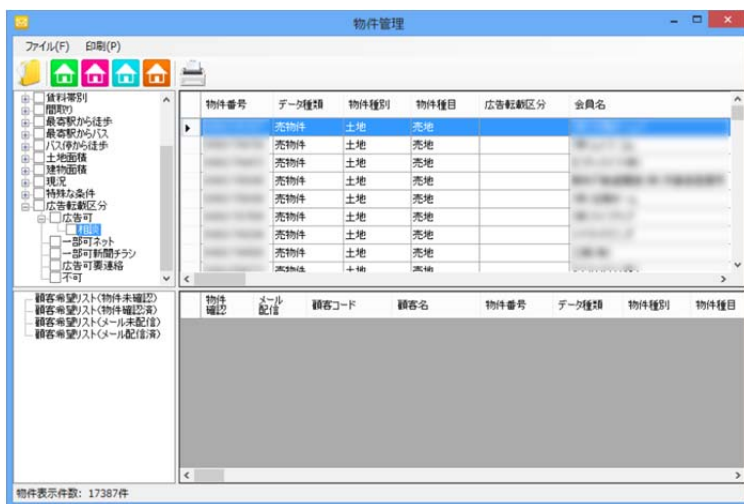 物件管理
ファイル(F) 印刷(P)
賃料帯別
間取り
最寄駅から徒歩
最寄駅からバス
バス停から徒歩
土地面積
建物面積
現況
特殊な条件
広告転載区分
広告可
相談
一部可ネット
一部可新聞チラシ
広告可要連絡
不可
物件番号 データ種類 物件種別 物件種目 広告転載区分 会員名
売物件 土地 売地
売物件 土地 売地
売物件 土地 売地
売物件 土地 売地
売物件 土地 売地
売物件 土地 売地
売物件 土地 売地
売物件 土地 売地
売物件 土地 売地
顧客希望リスト(物件未確認)
顧客希望リスト(物件確認済)
顧客希望リスト(メール未配信)
顧客希望リスト(メール配信済)
物件確認 メール配信 顧客コード 顧客名 物件番号 データ種類 物件種別 物件種目
物件表示件数: 17387件